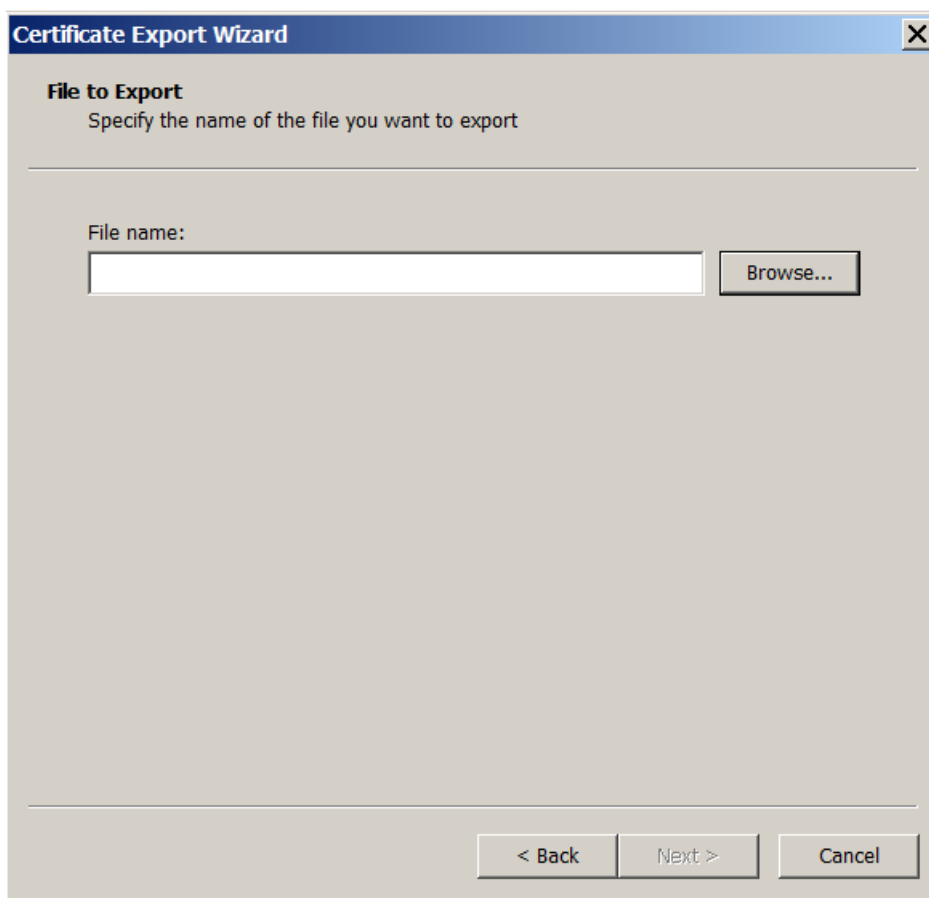 Certificate Export Wizard
File to Export
Specify the name of the file you want to export
File name:
Browse...
< Back Next > Cancel